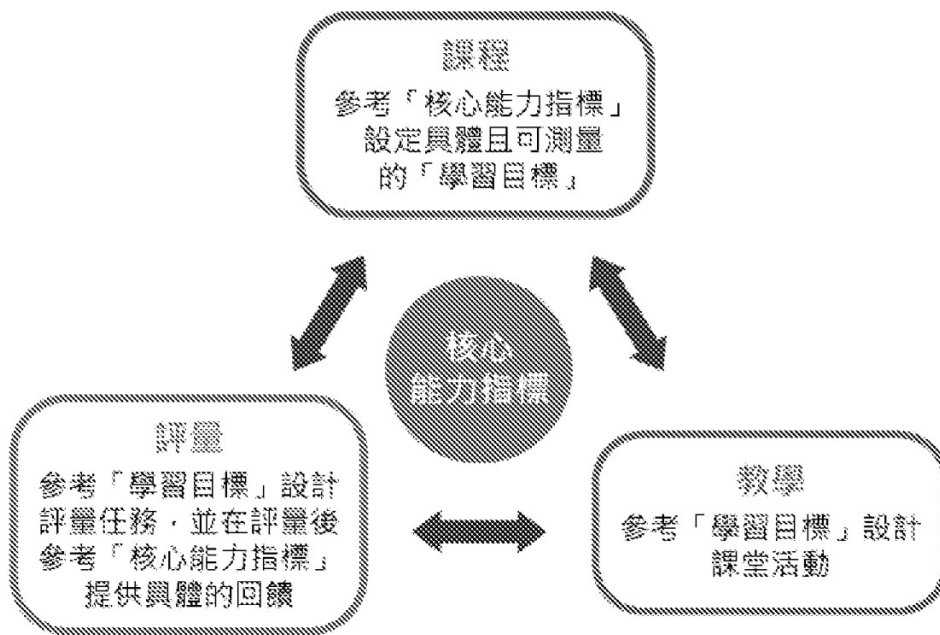 課程
參考「核心能力指標」
設定具體且可測量
的「學習目標」
核心
能力指標
評量
參考「學習目標」設計
評量任務，並在評量後
參考「核心能力指標」
提供具體的回饋
教學
參考「學習目標」設計
課堂活動